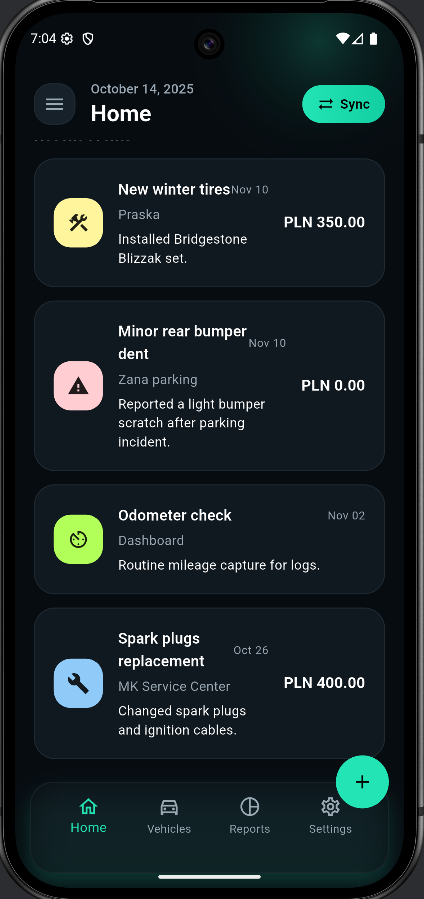 7:04
October 14, 2025
Home
Sync
New winter tires Nov 10
Praska
PLN 350.00
Installed Bridgestone
Blizzak set.
Minor rear bumper
dent
Nov 10
Zana parking
PLN 0.00
Reported a light bumper
scratch after parking
incident.
Odometer check Nov 02
Dashboard
Routine mileage capture for logs.
Spark plugs
replacement
Oct 26
MK Service Center
PLN 400.00
Changed spark plugs
and ignition cables.
+
Home Vehicles Reports Settings